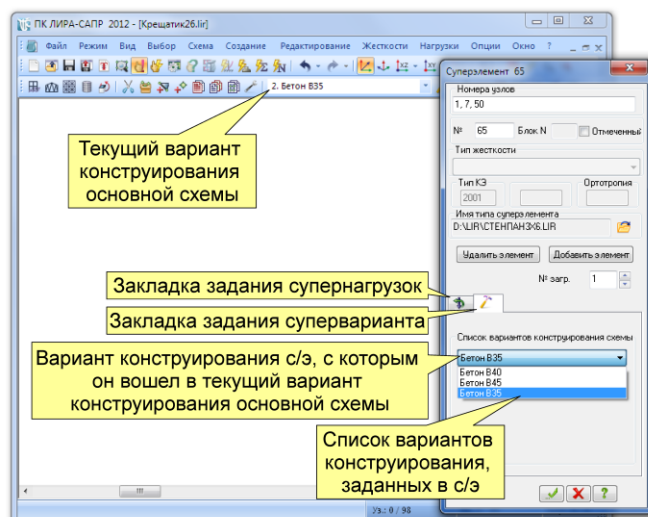 ПК ЛИРА-САПР 2012 - [Крещатик26.lir]
Файл Режим Вид Выбор Схема Создание Редактирование Жесткости Нагрузки Опции Окно ?
2. Бетон В35
Текущий вариант
конструирования
основной схемы
Суперэлемент 65
Номера узлов
1, 7, 50
№ 65 Блок N Отмеченный
Тип жесткости
Тип КЭ Ортотропия
2001
Имя типа суперэлемента
D:\LIR\СТЕНПАН3X6.LIR
Удалить элемент Добавить элемент
№ загр. 1
Закладка задания супернагрузок
Закладка задания суперварианта
Вариант конструирования с/э, с которым
он вошел в текущий вариант
конструирования основной схемы
Список вариантов конструирования схемы
Бетон В35
Бетон В40
Бетон В45
Бетон В35
Список вариантов
конструирования,
заданных в с/э
Уз.: 0 / 98